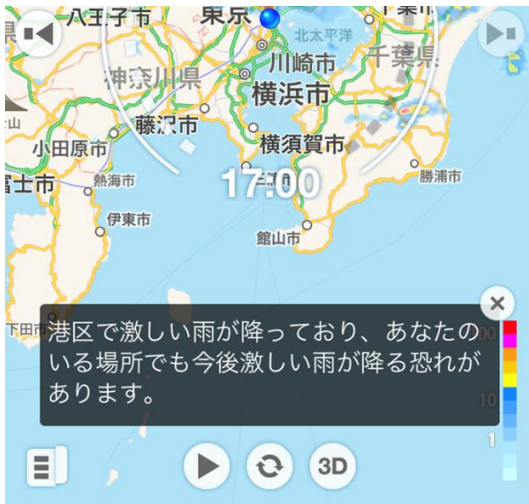 八王子市
東京
千葉市
北太平洋
川崎市
千葉県
神奈川県
横浜市
藤沢市
横須賀市
小田原市
富士市
熱海市
17:00
勝浦市
伊東市
館山市
下田市
港区で激しい雨が降っており、あなたの
いる場所でも今後激しい雨が降る恐れが
あります。
10
1
3D